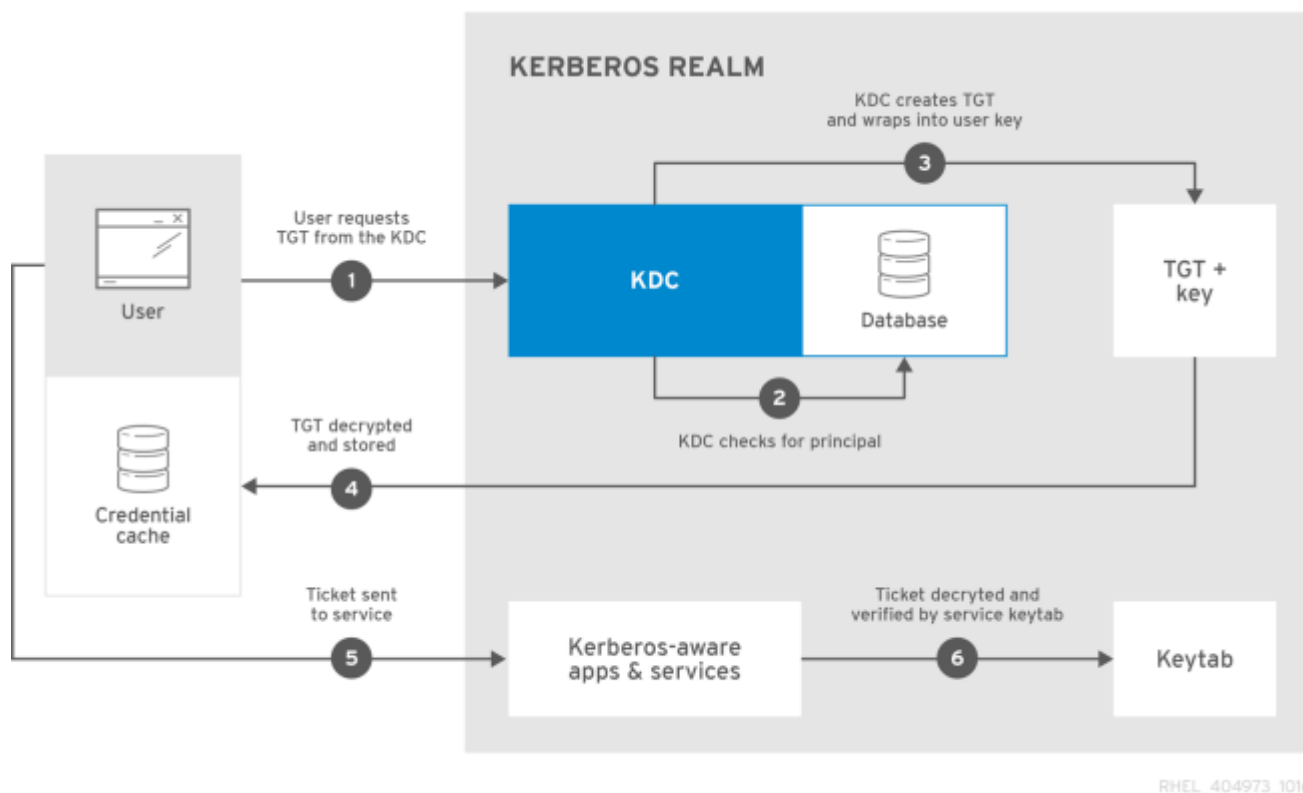 KERBEROS REALM
KDC creates TGT
and wraps into user key
3
User requests
TGT from the KDC
1
User
KDC
Database
TGT +
key
2
KDC checks for principal
TGT decrypted
and stored
4
Credential
cache
Ticket sent
to service
5
Kerberos-aware
apps & services
Ticket decryted and
verified by service keytab
6
Keytab